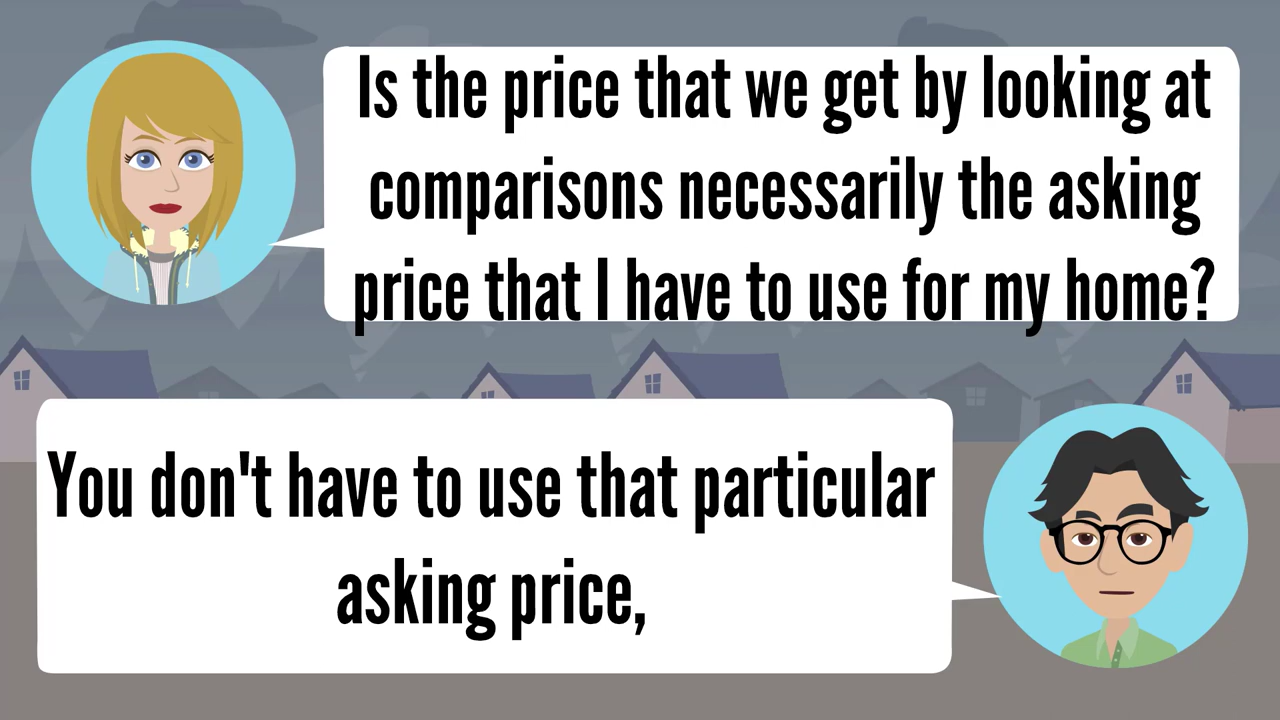 Is the price that we get by looking at
comparisons necessarily the asking
price that I have to use for my home?
You don't have to use that particular
asking price,